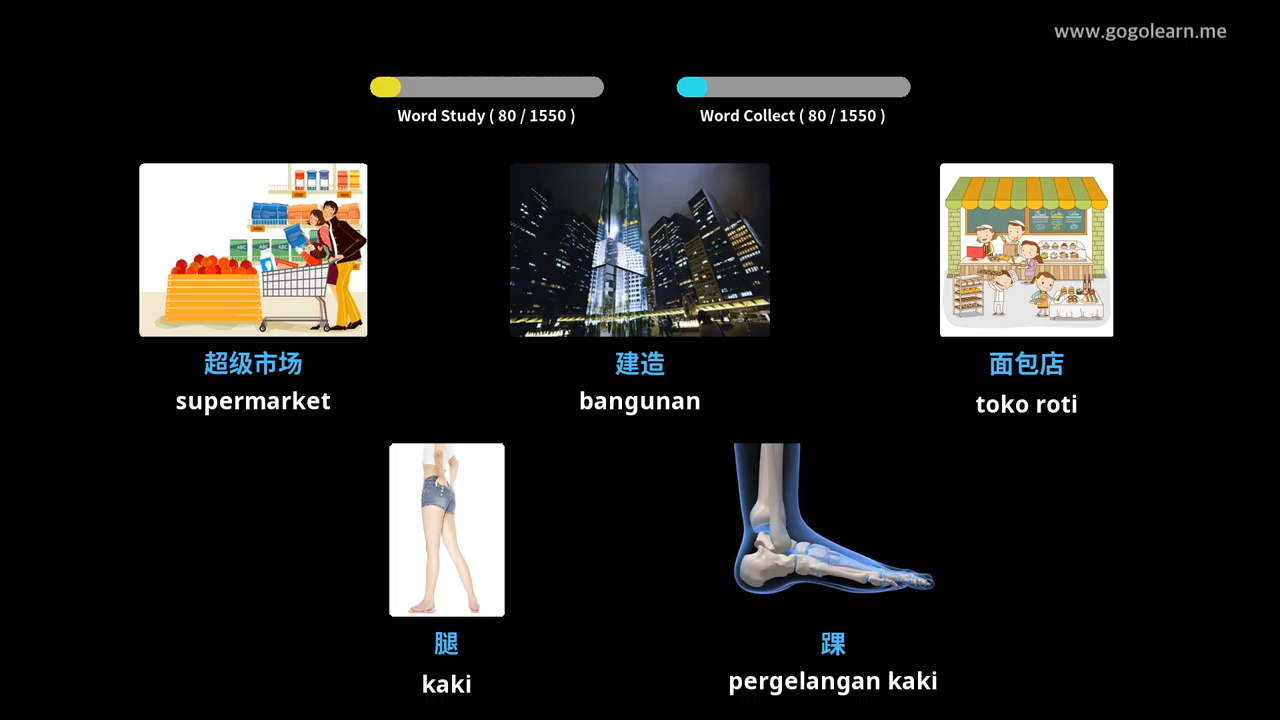 www.gogolearn.me
Word Study ( 80 / 1550 )
Word Collect ( 80 / 1550 )
超级市场
supermarket
建造
bangunan
面包店
toko roti
腿
kaki
踝
pergelangan kaki